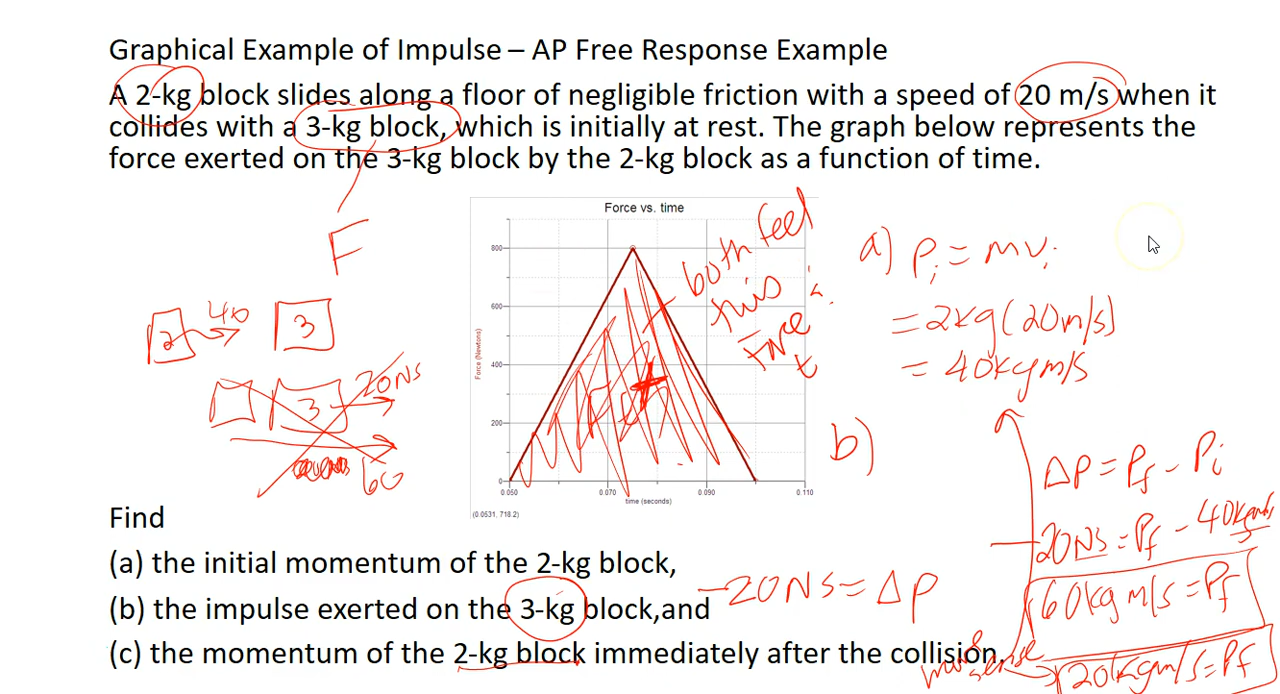 Graphical Example of Impulse – AP Free Response Example
A 2-kg block slides along a floor of negligible friction with a speed of 20 m/s when it
collides with a 3-kg block, which is initially at rest. The graph below represents the
force exerted on the 3-kg block by the 2-kg block as a function of time.
F
2 40 3
3 20NS
60
Force vs. time
800
600
400
200
0
Force (Newtons)
0.050 0.070 0.090 0.110
time (seconds)
(0.0531, 718.2)
both feel
this
a) Pi = mvi
= 2kg(20m/s)
= 40kgm/s
b)
ΔP = Pf - Pi
-20NS = Pf - 40kgm/s
60kgm/s = Pf
20kgm/s = Pf
Find
(a) the initial momentum of the 2-kg block,
(b) the impulse exerted on the 3-kg block,and
-20NS = ΔP
(c) the momentum of the 2-kg block immediately after the collision.